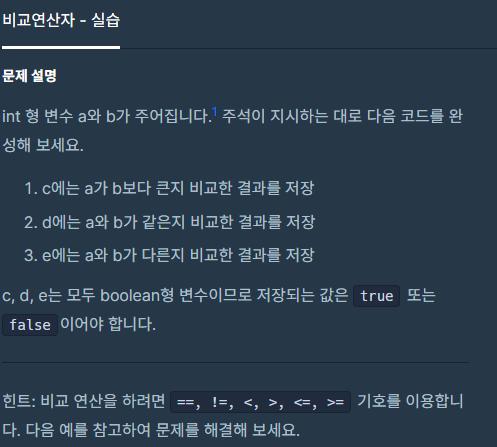 비교연산자 - 실습
문제 설명
int 형 변수 a와 b가 주어집니다.1 주석이 지시하는 대로 다음 코드를 완
성해 보세요.
1. c에는 a가 b보다 큰지 비교한 결과를 저장
2. d에는 a와 b가 같은지 비교한 결과를 저장
3. e에는 a와 b가 다른지 비교한 결과를 저장
c, d, e는 모두 boolean형 변수이므로 저장되는 값은 true 또는
false 이어야 합니다.
힌트: 비교 연산을 하려면 ==, !=, <, >, <=, >= 기호를 이용합니
다. 다음 예를 참고하여 문제를 해결해 보세요.